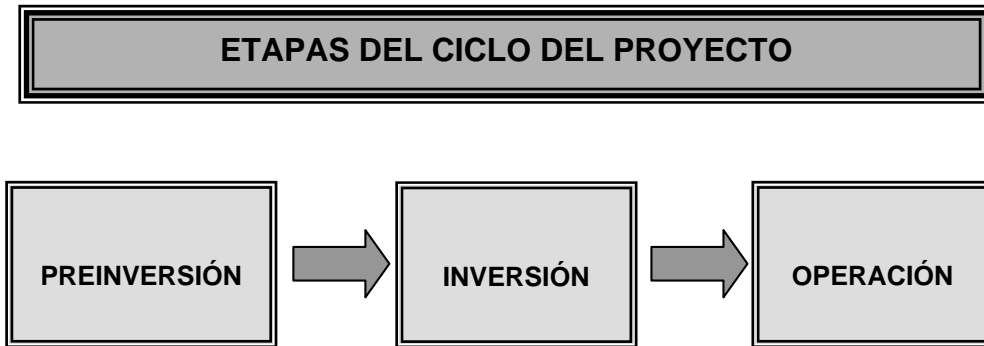 ETAPAS DEL CICLO DEL PROYECTO
PREINVERSIÓN
INVERSIÓN
OPERACIÓN